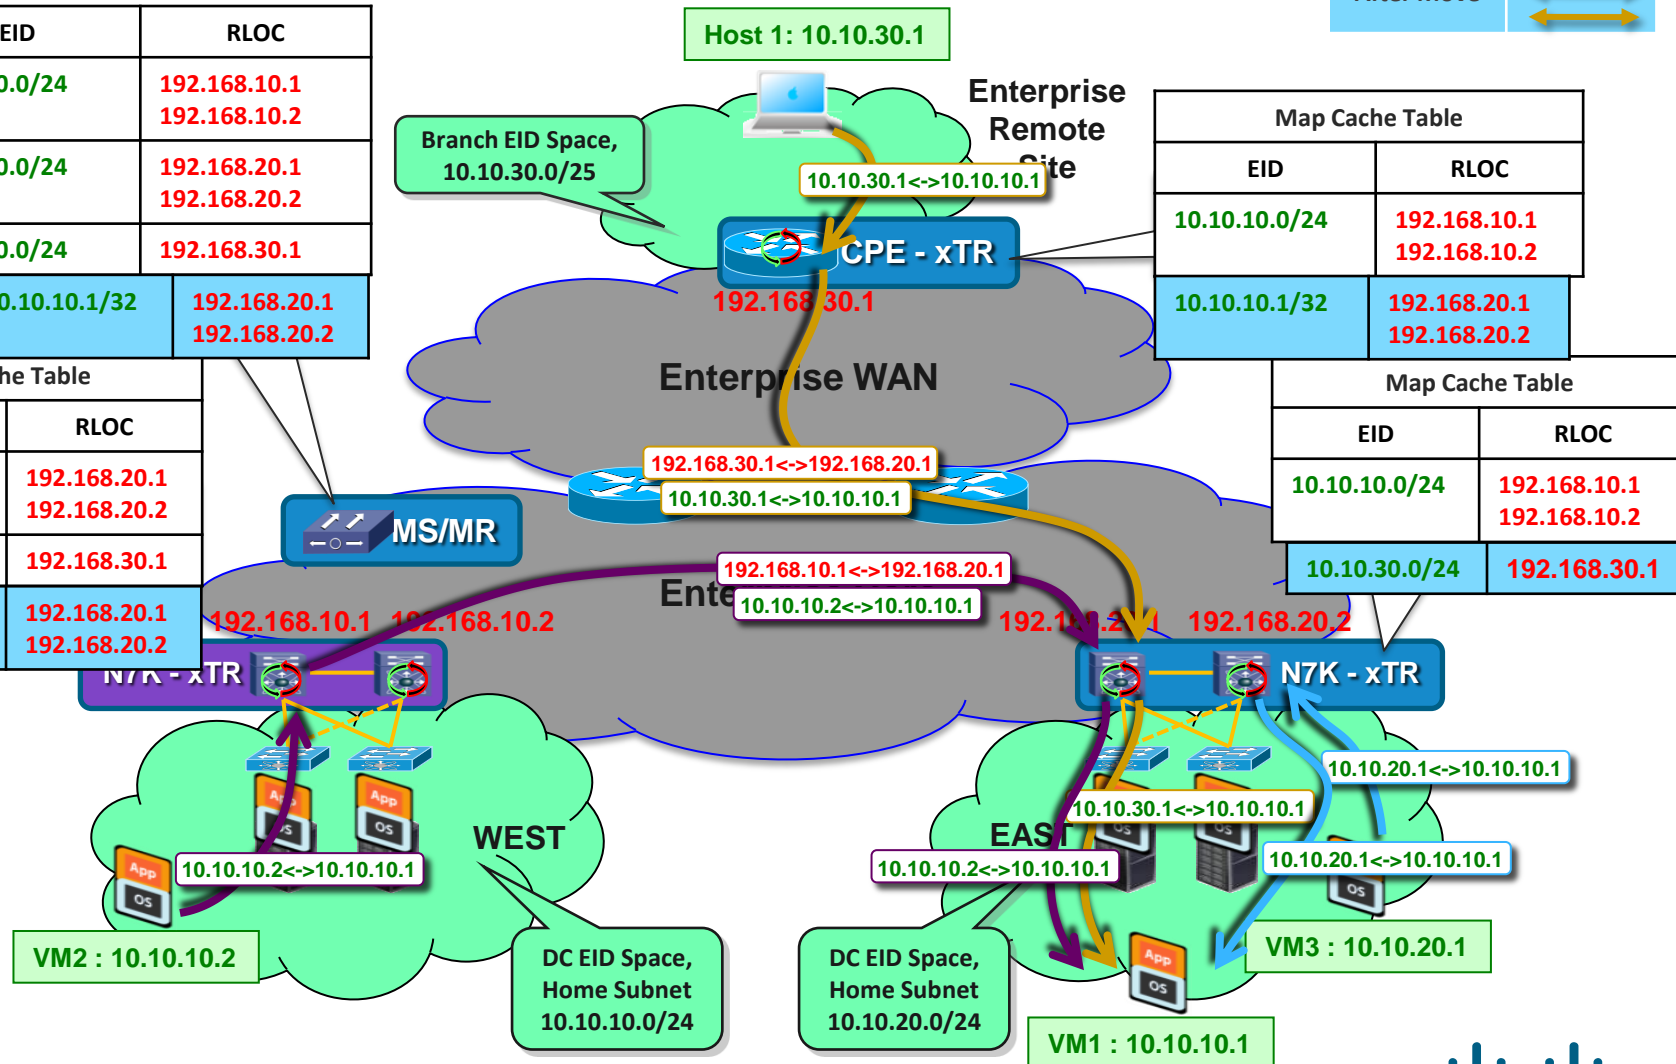 Host 1: 10.10.30.1
EID
RLOC
192.168.10.1
192.168.10.2
192.168.20.1
192.168.20.2
0.0/24
192.168.30.1
0.10.10.1/32
192.168.20.1
192.168.20.2
Branch EID Space,
10.10.30.0/25
Enterprise
Remote
Site
10.10.30.1<->10.10.10.1
CPE - xTR
192.168.30.1
Map Cache Table
EID
RLOC
10.10.10.0/24
192.168.10.1
192.168.10.2
10.10.10.1/32
192.168.20.1
192.168.20.2
Enterprise WAN
he Table
RLOC
192.168.20.1
192.168.20.2
192.168.30.1
192.168.20.1
192.168.20.2
Map Cache Table
EID
RLOC
10.10.10.0/24
192.168.10.1
192.168.10.2
10.10.30.0/24
192.168.30.1
192.168.30.1<->192.168.20.1
10.10.30.1<->10.10.10.1
MS/MR
192.168.10.1<->192.168.20.1
10.10.10.2<->10.10.10.1
Ente
192.168.10.1
192.168.10.2
192.168.20.2
N7K - xTR
N7K - xTR
10.10.20.1<->10.10.10.1
App
OS
App
OS
WEST
10.10.30.1<->10.10.10.1
EAST
OS
OS
10.10.10.2<->10.10.10.1
App
OS
10.10.10.2<->10.10.10.1
10.10.20.1<->10.10.10.1
OS
VM2 : 10.10.10.2
DC EID Space,
Home Subnet
10.10.10.0/24
DC EID Space,
Home Subnet
10.10.20.0/24
App
OS
VM3 : 10.10.20.1
VM1 : 10.10.10.1